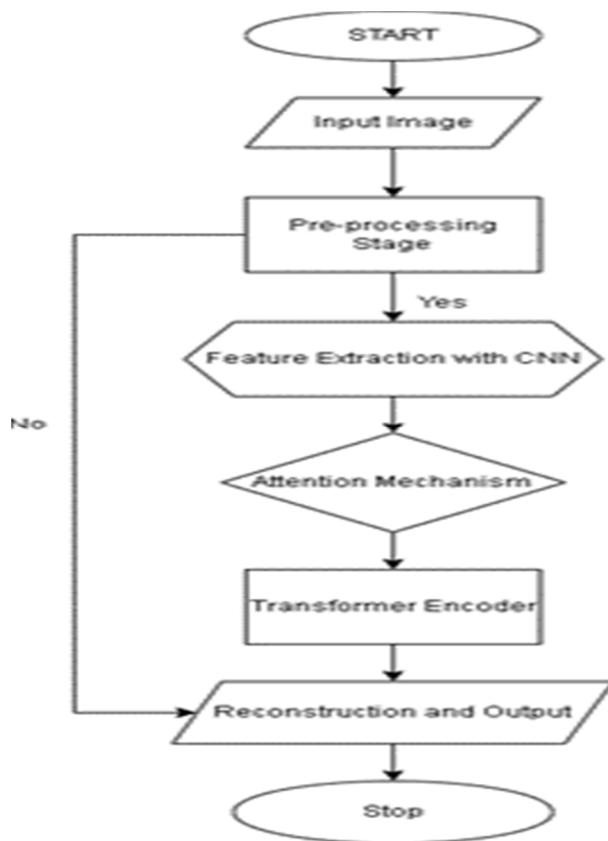 START
Input Image
Pre-processing
Stage
Yes
Feature Extraction with CNN
No
Attention Mechanism
Transformer Encoder
Reconstruction and Output
Stop